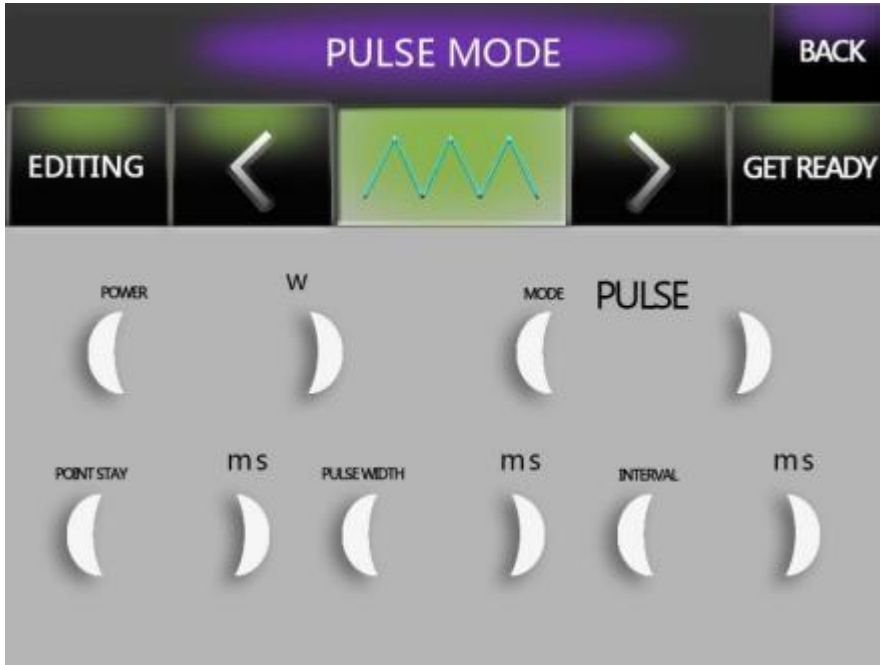 PULSE MODE
BACK
EDITING
GET READY
POWER
W
MODE
PULSE
POINT STAY
ms
PULSE WIDTH
ms
INTERVAL
ms